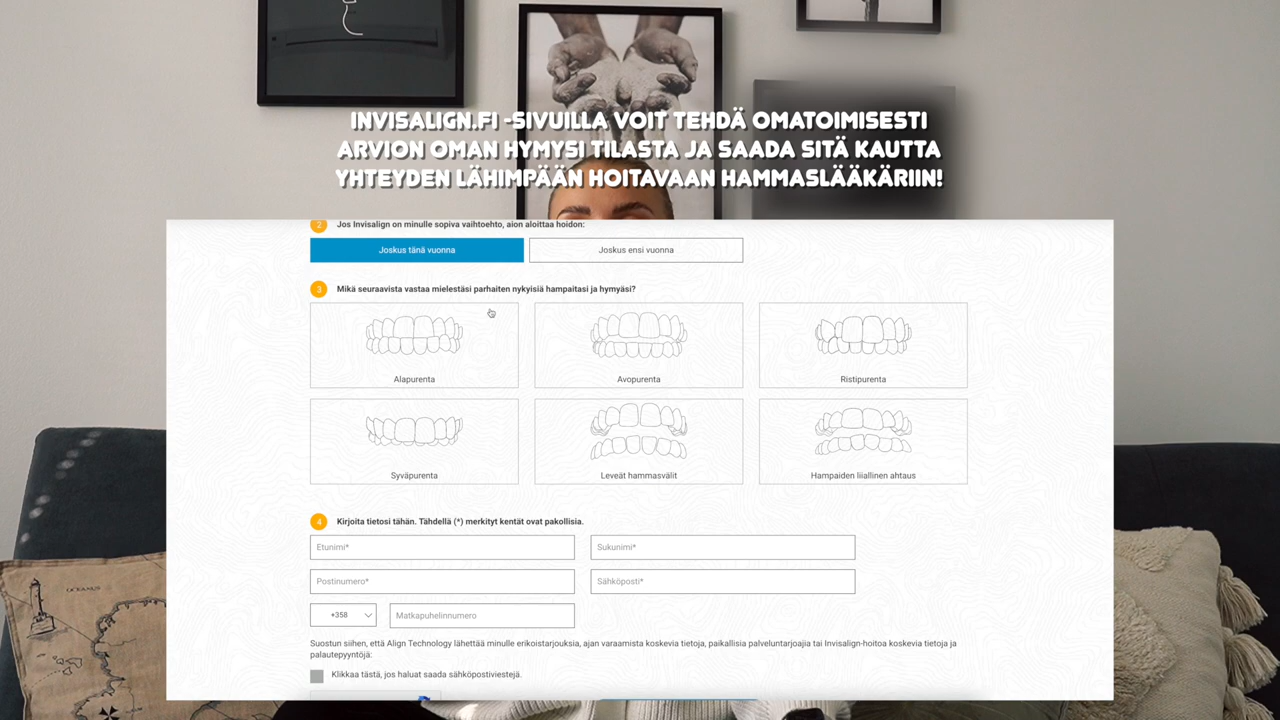 INVISALIGN.FI -SIVUILLA VOIT TEHDÄ OMATOIMISESTI
ARVION OMAN HYMYSI TILASTA JA SAADA SITÄ KAUTTA
YHTEYDEN LÄHIMPÄÄN HOITAVAAN HAMMASLÄÄKÄRIIN!
2 Jos Invisalign on minulle sopiva vaihtoehto, aion aloittaa hoidon:
Joskus tänä vuonna Joskus ensi vuonna
3 Mikä seuraavista vastaa mielestäsi parhaiten nykyisiä hampaitasi ja hymyäsi?
Alapurenta Avopurenta Ristipurenta
Syväpurenta Leveät hammasvälit Hampaiden liiallinen ahtaus
4 Kirjoita tietosi tähän. Tähdellä (*) merkityt kentät ovat pakollisia.
Etunimi* Sukunimi*
Postinumero* Sähköposti*
+358 Matkapuhelinnumero
Suostun siihen, että Align Technology lähettää minulle erikoistarjouksia, ajan varaamista koskevia tietoja, paikallisia palveluntarjoajia tai Invisalign-hoitoa koskevia tietoja ja
palautepyyntöjä:
Klikkaa tästä, jos haluat saada sähköpostiviestejä.
OCEANUS